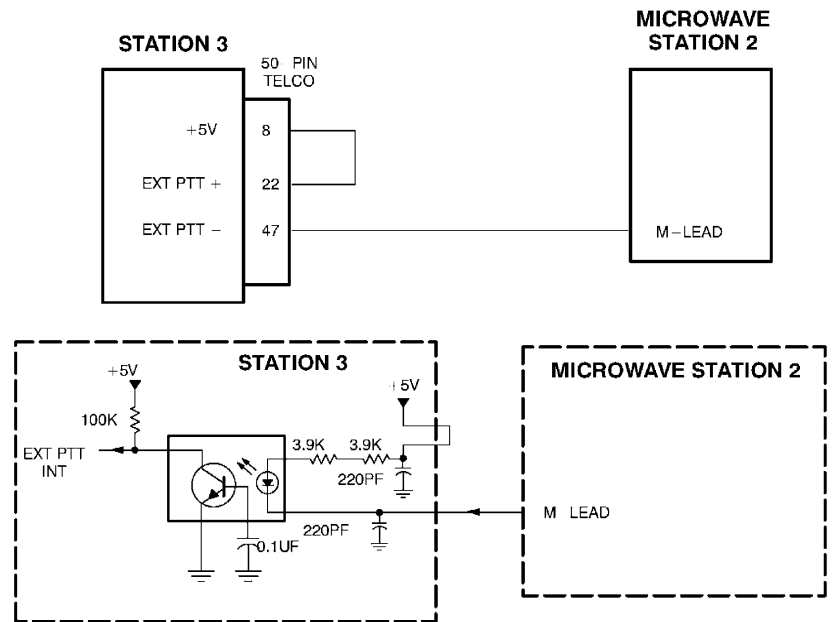 STATION 3
50 PIN
TELCO
MICROWAVE
STATION 2
+5V
8
EXT PTT +
22
EXT PTT −
47
M−LEAD
STATION 3
MICROWAVE STATION 2
+5V
+5V
100K
3.9K
3.9K
EXT PTT
INT
220PF
220PF
0.1UF
M LEAD